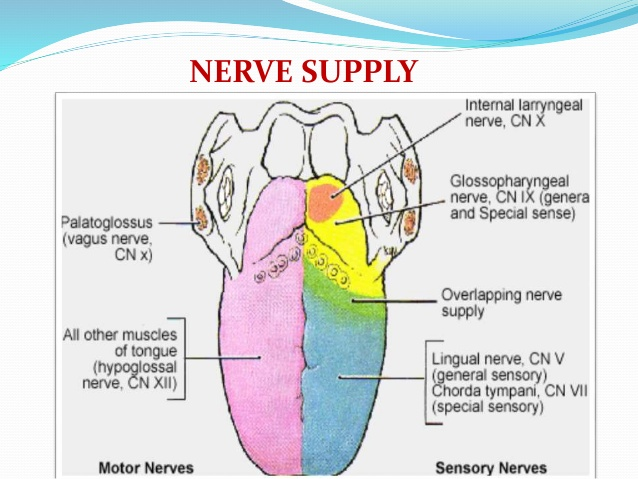 NERVE SUPPLY
Internal larryngeal
nerve, CN X
Glossopharyngeal
nerve, CN IX (genera
and Special sense)
Palatoglossus
(vagus nerve,
CN x)
Overlapping nerve
supply
All other muscles
of tongue
(hypoglossal
nerve, CN XII)
Lingual nerve, CN V
(general sensory)
Chorda tympani, CN VII
(special sensory)
Motor Nerves
Sensory Nerves